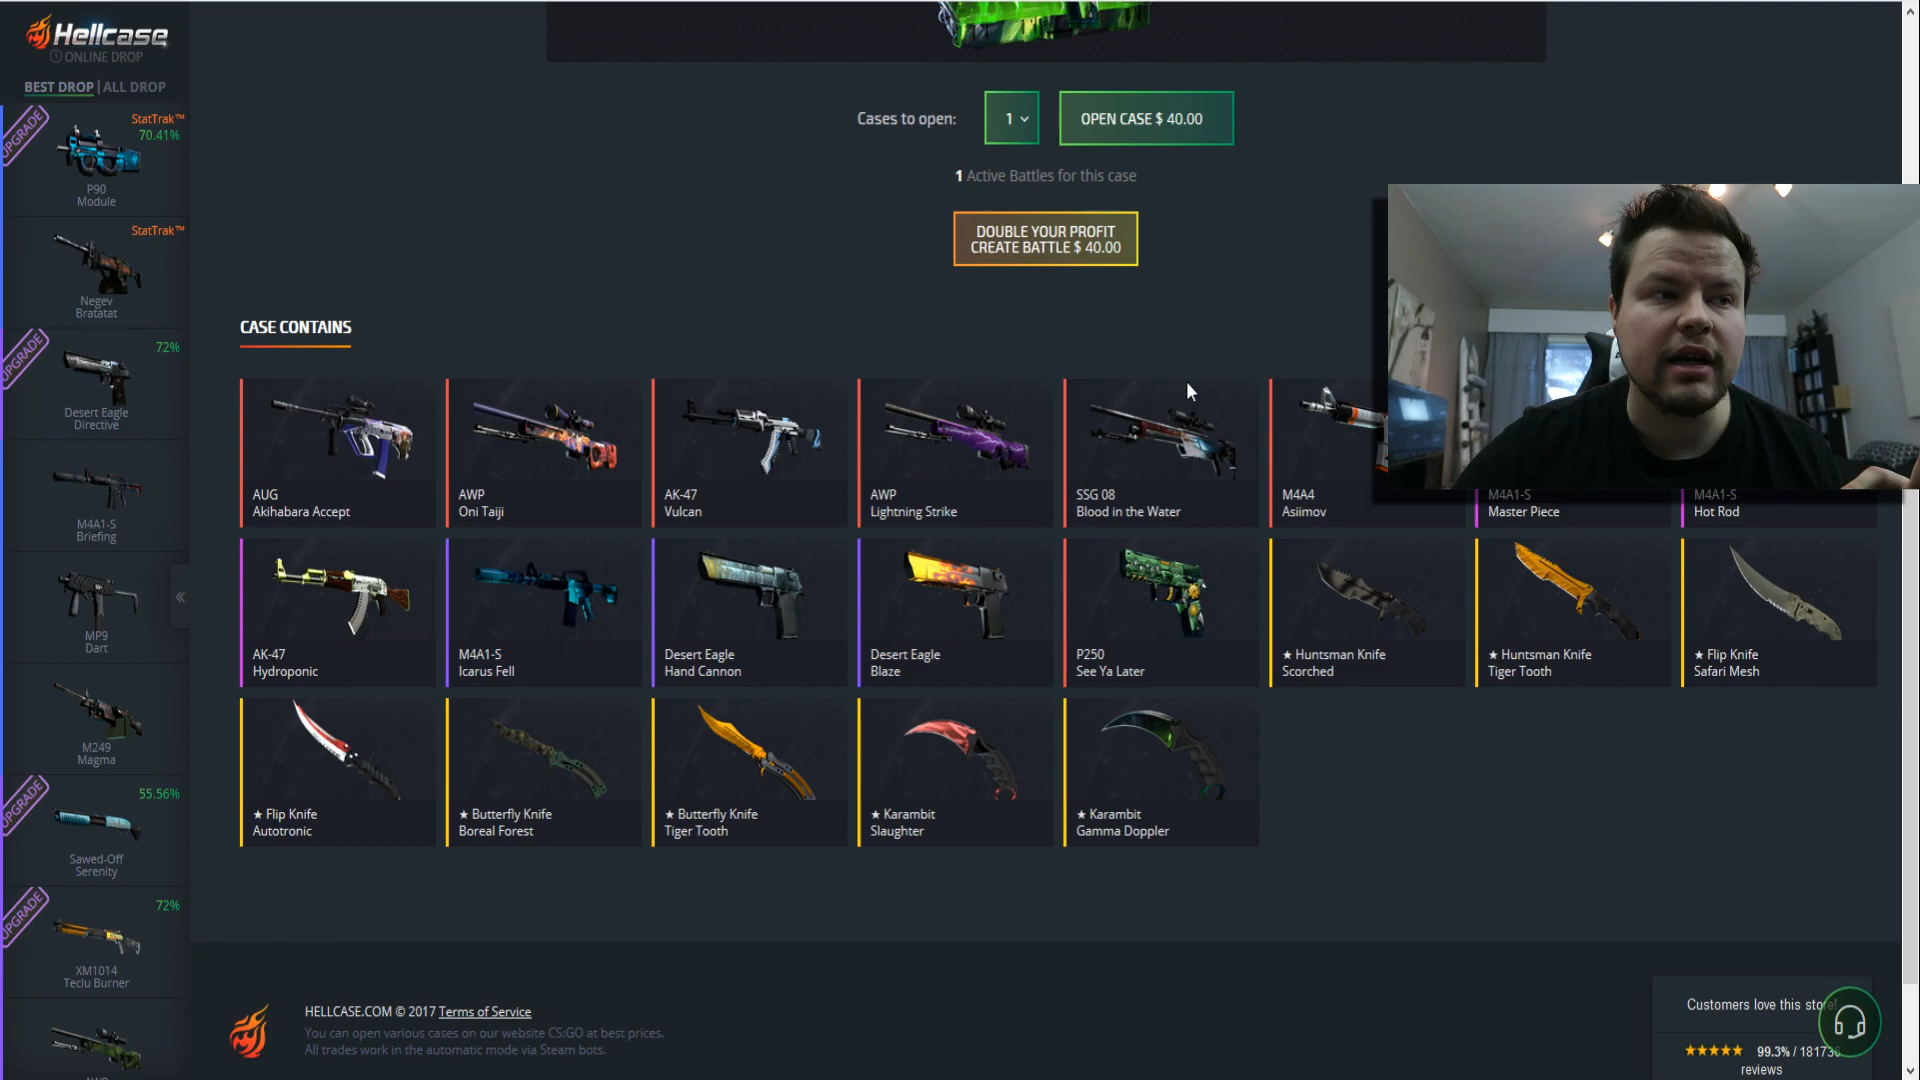 Hellcase
ONLINE DROP
BEST DROP | ALL DROP
UPGRADE
StatTrak™
70.41%
P90
Module
StatTrak™
Negev
Bratatat
UPGRADE
72%
Desert Eagle
Directive
M4A1-S
Briefing
MP9
Dart
M249
Magma
UPGRADE
55.56%
Sawed-Off
Serenity
UPGRADE
72%
XM1014
Teclu Burner
Cases to open:
1
OPEN CASE $ 40.00
1 Active Battles for this case
DOUBLE YOUR PROFIT
CREATE BATTLE $ 40.00
CASE CONTAINS
AUG
Akihabara Accept
AWP
Oni Taiji
AK-47
Vulcan
AWP
Lightning Strike
SSG 08
Blood in the Water
M4A4
Asiimov
M4A1-S
Master Piece
M4A1-S
Hot Rod
AK-47
Hydroponic
M4A1-S
Icarus Fell
Desert Eagle
Hand Cannon
Desert Eagle
Blaze
P250
See Ya Later
★ Huntsman Knife
Scorched
★ Huntsman Knife
Tiger Tooth
★ Flip Knife
Safari Mesh
★ Flip Knife
Autotronic
★ Butterfly Knife
Boreal Forest
★ Butterfly Knife
Tiger Tooth
★ Karambit
Slaughter
★ Karambit
Gamma Doppler
HELLCASE.COM © 2017 Terms of Service
You can open various cases on our website CS:GO at best prices.
All trades work in the automatic mode via Steam bots.
Customers love this store!
★★★★★ 99.3% /
reviews